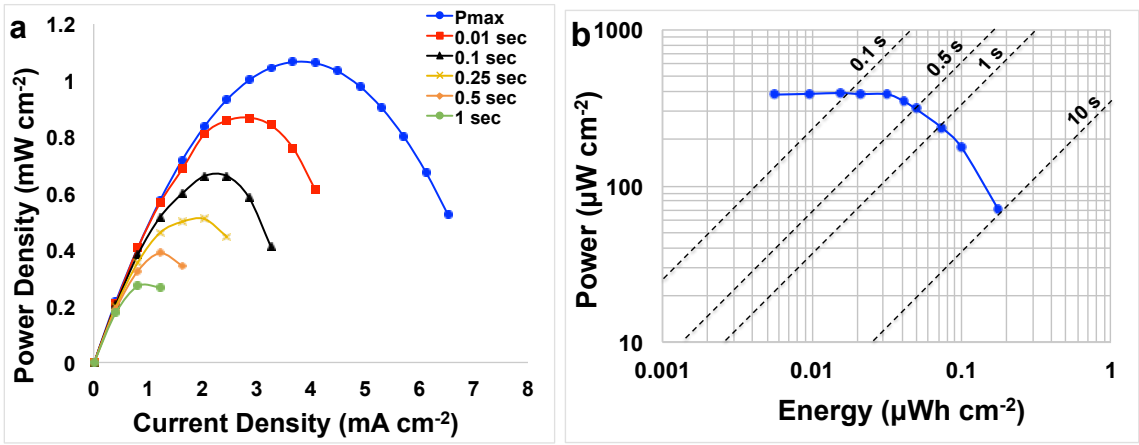 a
Power Density (mW cm⁻²)
1.2
1
0.8
0.6
0.4
0.2
0
0 1 2 3 4 5 6 7 8
Current Density (mA cm⁻²)
Pmax
0.01 sec
0.1 sec
0.25 sec
0.5 sec
1 sec
b
Power (µW cm⁻²)
1000
100
10
0.001 0.01 0.1 1
Energy (µWh cm⁻²)
0.1 s
0.5 s
1 s
10 s